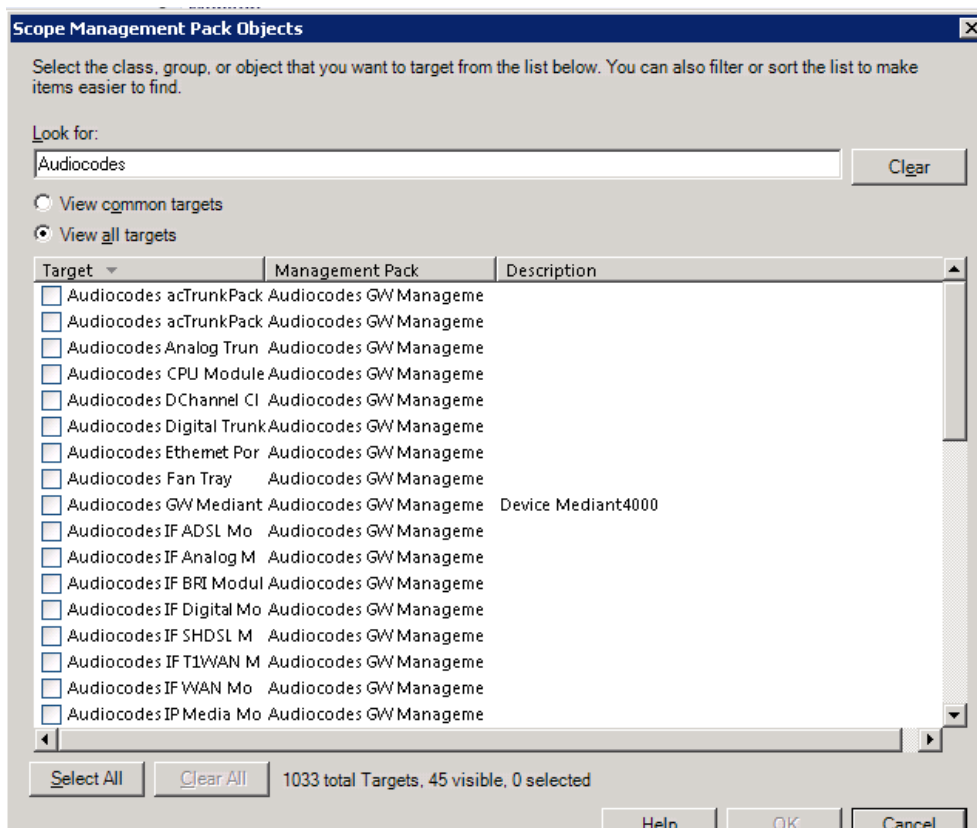 Scope Management Pack Objects
Select the class, group, or object that you want to target from the list below. You can also filter or sort the list to make
items easier to find.
Look for:
Audiocodes Clear
View common targets
View all targets
Target Management Pack Description
Audiocodes acTrunkPack Audiocodes GW Manageme
Audiocodes acTrunkPack Audiocodes GW Manageme
Audiocodes Analog Trun Audiocodes GW Manageme
Audiocodes CPU Module Audiocodes GW Manageme
Audiocodes DChannel Cl Audiocodes GW Manageme
Audiocodes Digital Trunk Audiocodes GW Manageme
Audiocodes Ethernet Por Audiocodes GW Manageme
Audiocodes Fan Tray Audiocodes GW Manageme
Audiocodes GW Mediant Audiocodes GW Manageme Device Mediant4000
Audiocodes IF ADSL Mo Audiocodes GW Manageme
Audiocodes IF Analog M Audiocodes GW Manageme
Audiocodes IF BRI Modul Audiocodes GW Manageme
Audiocodes IF Digital Mo Audiocodes GW Manageme
Audiocodes IF SHDSL M Audiocodes GW Manageme
Audiocodes IF T1WAN M Audiocodes GW Manageme
Audiocodes IF WAN Mo Audiocodes GW Manageme
Audiocodes IP Media Mo Audiocodes GW Manageme
Select All Clear All 1033 total Targets, 45 visible, 0 selected
Help OK Cancel